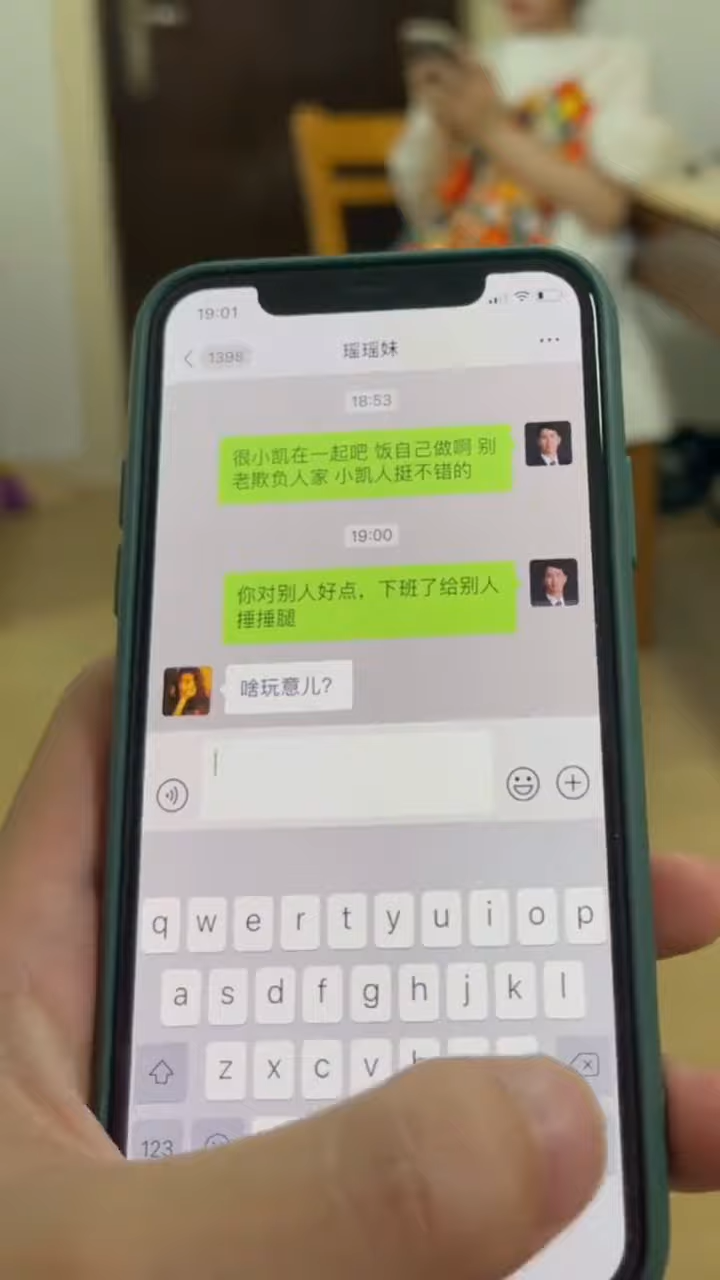 19:01
1398
瑶瑶妹
18:53
很小凯在一起吧 饭自己做啊 别
老欺负人家 小凯人挺不错的
19:00
你对别人好点，下班了给别人
捶捶腿
啥玩意儿？
q w e r t y u i o p
a s d f g h j k l
z x c v
123